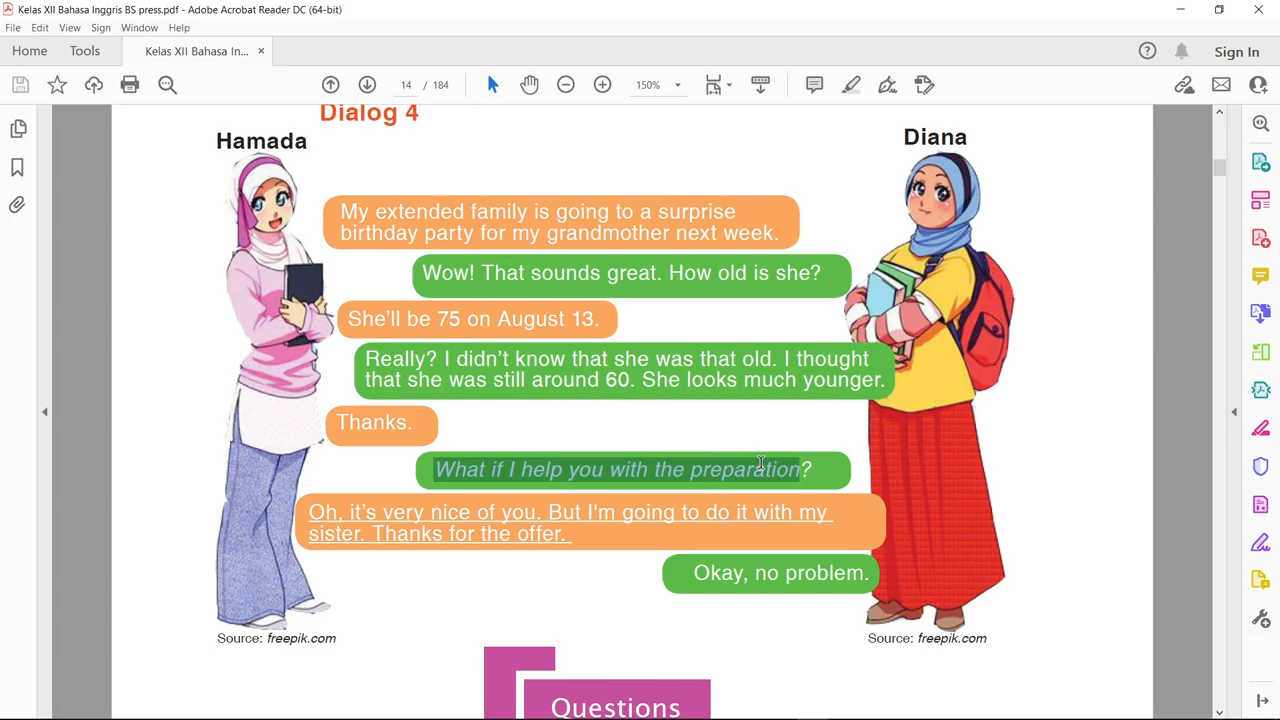 Kelas XII Bahasa Inggris BS press.pdf - Adobe Acrobat Reader DC (64-bit)
File Edit View Sign Window Help
Home Tools Kelas XII Bahasa In... × Sign In
14 / 184 150%
Dialog 4
Hamada
Diana
My extended family is going to a surprise
birthday party for my grandmother next week.
Wow! That sounds great. How old is she?
She'll be 75 on August 13.
Really? I didn't know that she was that old. I thought
that she was still around 60. She looks much younger.
Thanks.
What if I help you with the preparation?
Oh, it's very nice of you. But I'm going to do it with my
sister. Thanks for the offer.
Okay, no problem.
Source: freepik.com
Source: freepik.com
Questions